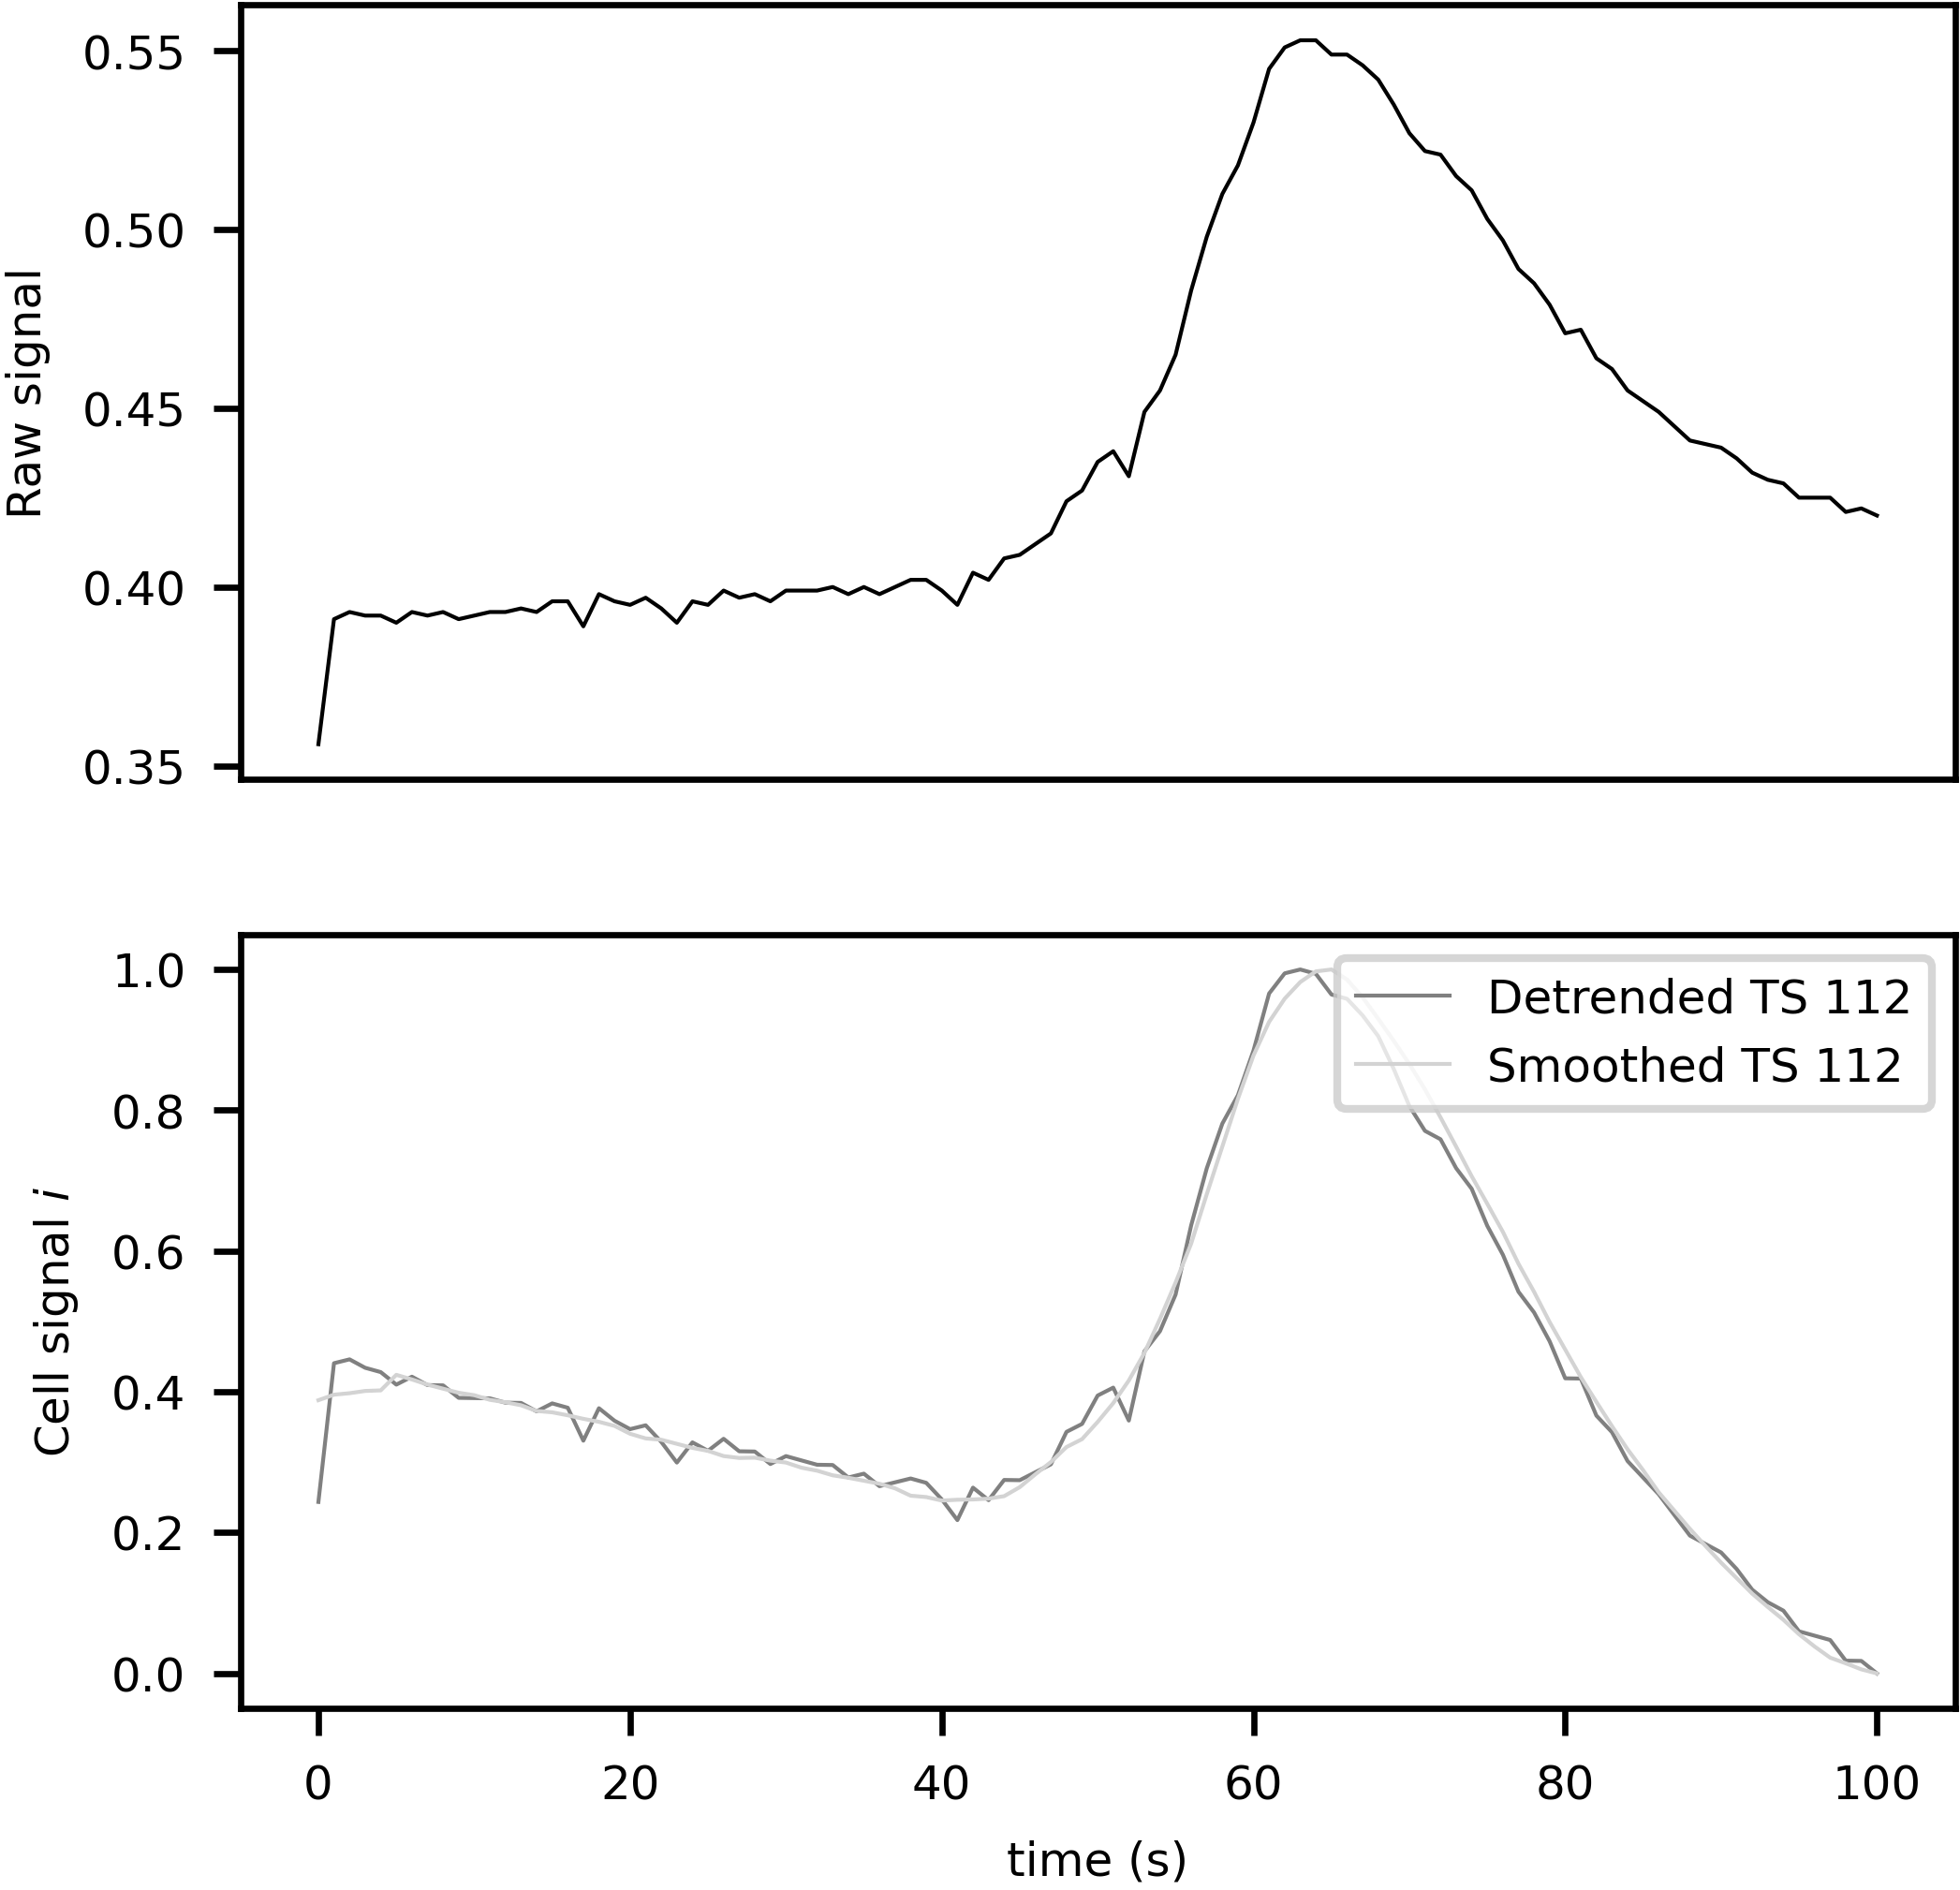 Raw signal
0.55
0.50
0.45
0.40
0.35
Cell signal i
1.0
0.8
0.6
0.4
0.2
0.0
Detrended TS 112
Smoothed TS 112
0 20 40 60 80 100
time (s)